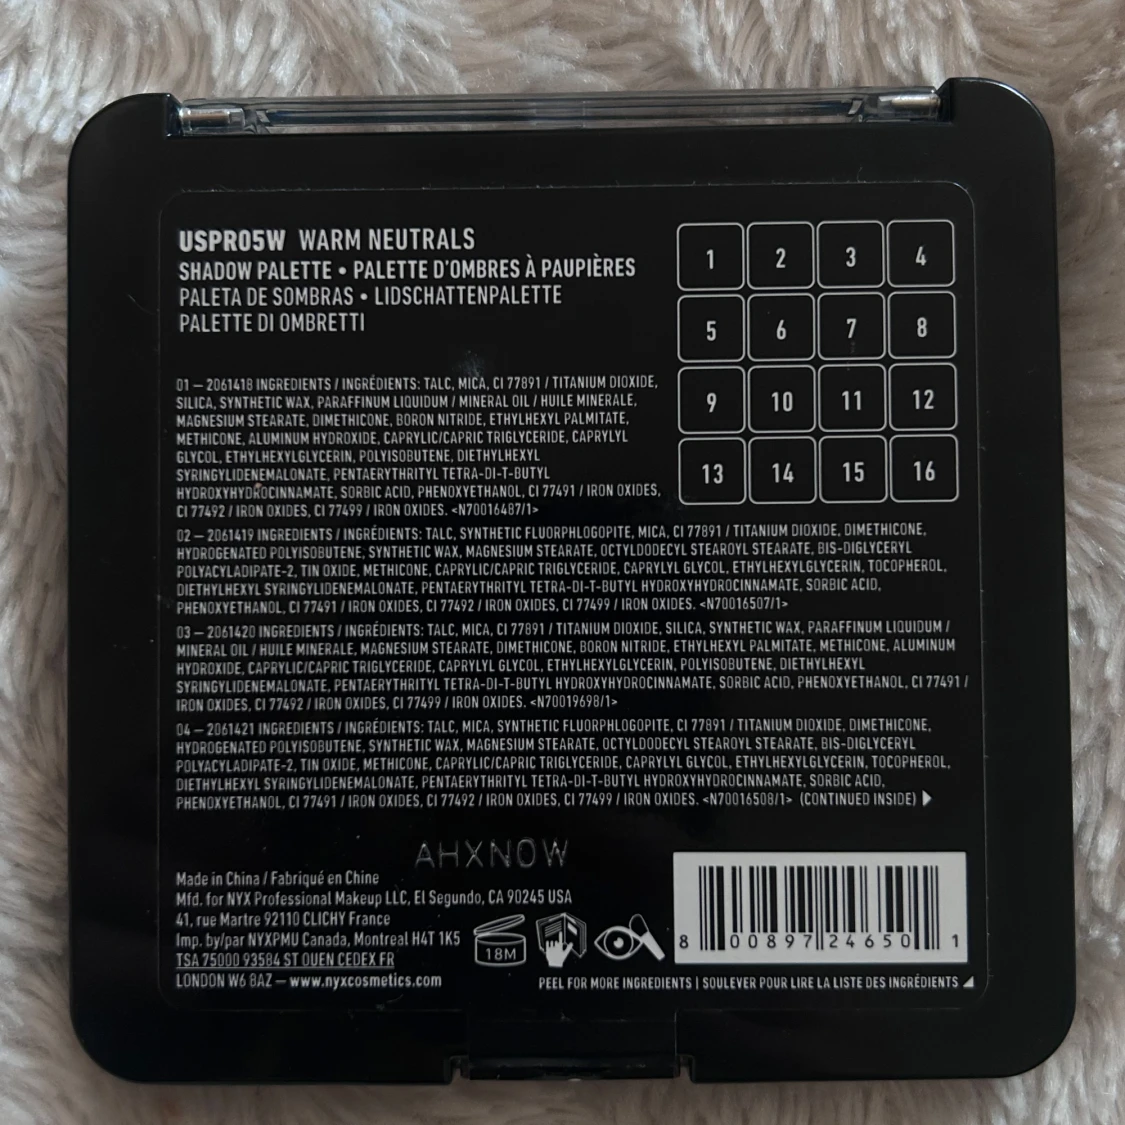 USPRO5W WARM NEUTRALS
SHADOW PALETTE • PALETTE D'OMBRES À PAUPIÈRES
PALETA DE SOMBRAS • LIDSCHATTENPALETTE
PALETTE DI OMBRETTI
1 2 3 4
5 6 7 8
9 10 11 12
13 14 15 16
01 – 2061418 INGREDIENTS / INGRÉDIENTS: TALC, MICA, CI 77891 / TITANIUM DIOXIDE,
SILICA, SYNTHETIC WAX, PARAFFINUM LIQUIDUM / MINERAL OIL / HUILE MINERALE,
MAGNESIUM STEARATE, DIMETHICONE, BORON NITRIDE, ETHYLHEXYL PALMITATE,
METHICONE, ALUMINUM HYDROXIDE, CAPRYLIC/CAPRIC TRIGLYCERIDE, CAPRYLYL
GLYCOL, ETHYLHEXYLGLYCERIN, POLYISOBUTENE, DIETHYLHEXYL
SYRINGYLIDENEMALONATE, PENTAERYTHRITYL TETRA-DI-T-BUTYL
HYDROXYHYDROCINNAMATE, SORBIC ACID, PHENOXYETHANOL, CI 77491 / IRON OXIDES,
CI 77492 / IRON OXIDES, CI 77499 / IRON OXIDES. <N70016487/1>
02 – 2061419 INGREDIENTS / INGRÉDIENTS: TALC, SYNTHETIC FLUORPHLOGOPITE, MICA, CI 77891 / TITANIUM DIOXIDE, DIMETHICONE,
HYDROGENATED POLYISOBUTENE, SYNTHETIC WAX, MAGNESIUM STEARATE, OCTYLDODECYL STEAROYL STEARATE, BIS-DIGLYCERYL
POLYACYLADIPATE-2, TIN OXIDE, METHICONE, CAPRYLIC/CAPRIC TRIGLYCERIDE, CAPRYLYL GLYCOL, ETHYLHEXYLGLYCERIN, TOCOPHEROL,
DIETHYLHEXYL SYRINGYLIDENEMALONATE, PENTAERYTHRITYL TETRA-DI-T-BUTYL HYDROXYHYDROCINNAMATE, SORBIC ACID,
PHENOXYETHANOL, CI 77491 / IRON OXIDES, CI 77492 / IRON OXIDES, CI 77499 / IRON OXIDES. <N70016507/1>
03 – 2061420 INGREDIENTS / INGRÉDIENTS: TALC, MICA, CI 77891 / TITANIUM DIOXIDE, SILICA, SYNTHETIC WAX, PARAFFINUM LIQUIDUM /
MINERAL OIL / HUILE MINERALE, MAGNESIUM STEARATE, DIMETHICONE, BORON NITRIDE, ETHYLHEXYL PALMITATE, METHICONE, ALUMINUM
HYDROXIDE, CAPRYLIC/CAPRIC TRIGLYCERIDE, CAPRYLYL GLYCOL, ETHYLHEXYLGLYCERIN, POLYISOBUTENE, DIETHYLHEXYL
SYRINGYLIDENEMALONATE, PENTAERYTHRITYL TETRA-DI-T-BUTYL HYDROXYHYDROCINNAMATE, SORBIC ACID, PHENOXYETHANOL, CI 77491 /
IRON OXIDES, CI 77492 / IRON OXIDES, CI 77499 / IRON OXIDES. <N70019698/1>
04 – 2061421 INGREDIENTS / INGRÉDIENTS: TALC, MICA, SYNTHETIC FLUORPHLOGOPITE, CI 77891 / TITANIUM DIOXIDE, DIMETHICONE,
HYDROGENATED POLYISOBUTENE, SYNTHETIC WAX, MAGNESIUM STEARATE, OCTYLDODECYL STEAROYL STEARATE, BIS-DIGLYCERYL
POLYACYLADIPATE-2, TIN OXIDE, METHICONE, CAPRYLIC/CAPRIC TRIGLYCERIDE, CAPRYLYL GLYCOL, ETHYLHEXYLGLYCERIN, TOCOPHEROL,
DIETHYLHEXYL SYRINGYLIDENEMALONATE, PENTAERYTHRITYL TETRA-DI-T-BUTYL HYDROXYHYDROCINNAMATE, SORBIC ACID,
PHENOXYETHANOL, CI 77491 / IRON OXIDES, CI 77492 / IRON OXIDES, CI 77499 / IRON OXIDES. <N70016508/1> (CONTINUED INSIDE) ▶
AHXNOW
Made in China / Fabriqué en Chine
Mfd. for NYX Professional Makeup LLC, El Segundo, CA 90245 USA
41, rue Martre 92110 CLICHY France
Imp. by/par NYXPMU Canada, Montreal H4T 1K5
TSA 75000 93584 ST OUEN CEDEX FR
LONDON W6 8AZ – www.nyxcosmetics.com
18M
8 00897 24650 1
PEEL FOR MORE INGREDIENTS | SOULEVER POUR LIRE LA LISTE DES INGRÉDIENTS